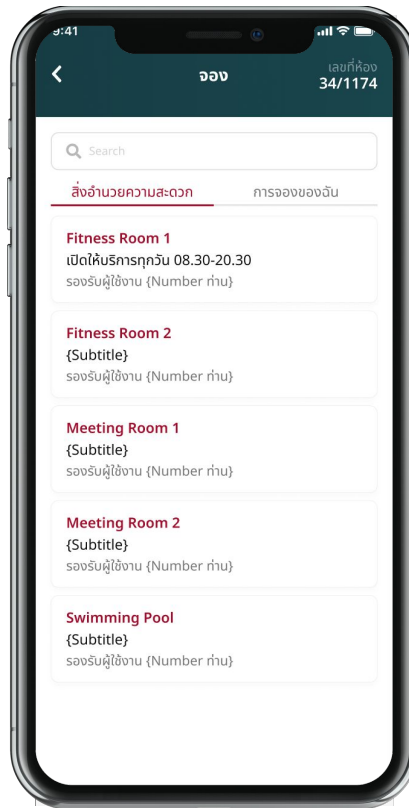 9:41
จอง
เลขที่ห้อง
34/1174
Search
สิ่งอำนวยความสะดวก
การจองของฉัน
Fitness Room 1
เปิดให้บริการทุกวัน 08.30-20.30
รองรับผู้ใช้งาน {Number ท่าน}
Fitness Room 2
{Subtitle}
รองรับผู้ใช้งาน {Number ท่าน}
Meeting Room 1
{Subtitle}
รองรับผู้ใช้งาน {Number ท่าน}
Meeting Room 2
{Subtitle}
รองรับผู้ใช้งาน {Number ท่าน}
Swimming Pool
{Subtitle}
รองรับผู้ใช้งาน {Number ท่าน}